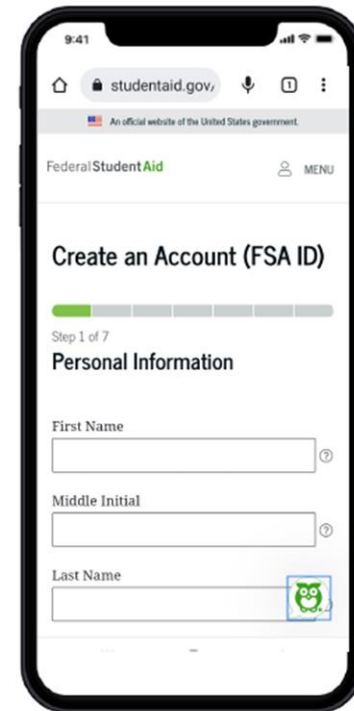 9:41
studentaid.gov/
1
An official website of the United States government.
Federal Student Aid
MENU
Create an Account (FSA ID)
Step 1 of 7
Personal Information
First Name
?
Middle Initial
?
Last Name